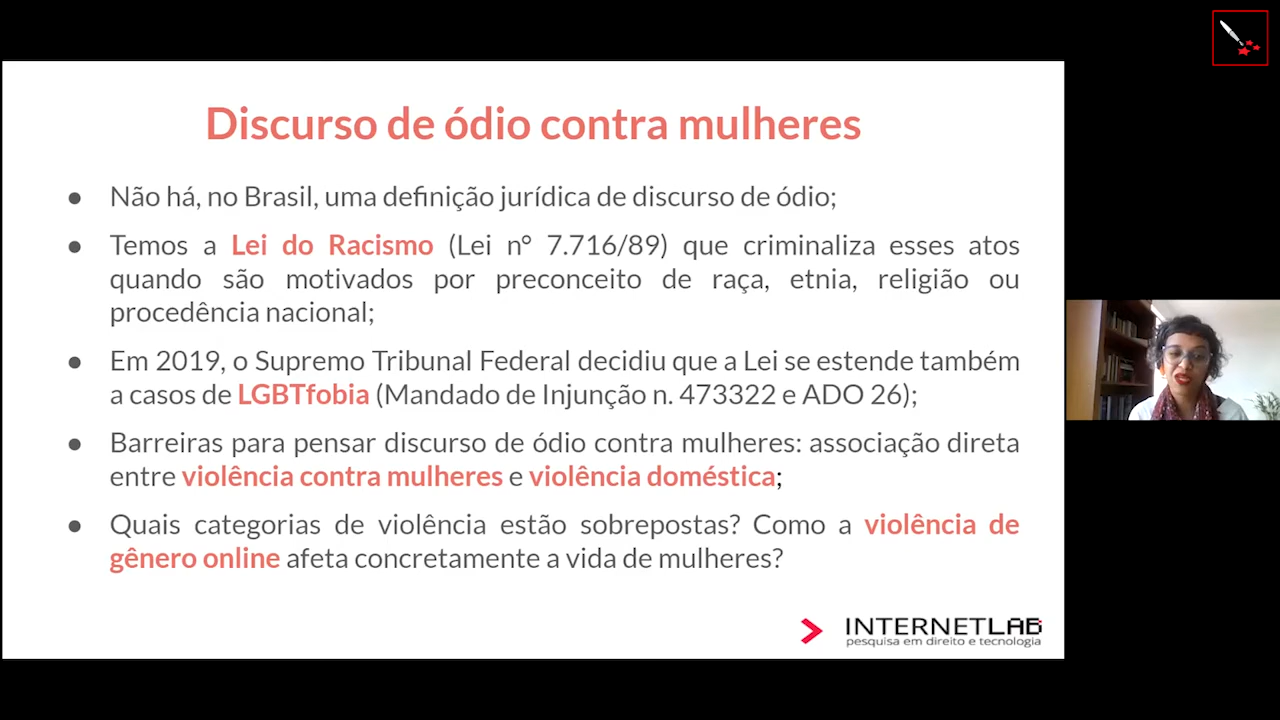 Discurso de ódio contra mulheres
● Não há, no Brasil, uma definição jurídica de discurso de ódio;
● Temos a Lei do Racismo (Lei n° 7.716/89) que criminaliza esses atos
quando são motivados por preconceito de raça, etnia, religião ou
procedência nacional;
● Em 2019, o Supremo Tribunal Federal decidiu que a Lei se estende também
a casos de LGBTfobia (Mandado de Injunção n. 473322 e ADO 26);
● Barreiras para pensar discurso de ódio contra mulheres: associação direta
entre violência contra mulheres e violência doméstica;
● Quais categorias de violência estão sobrepostas? Como a violência de
gênero online afeta concretamente a vida de mulheres?
INTERNETLAB
pesquisa em direito e tecnologia